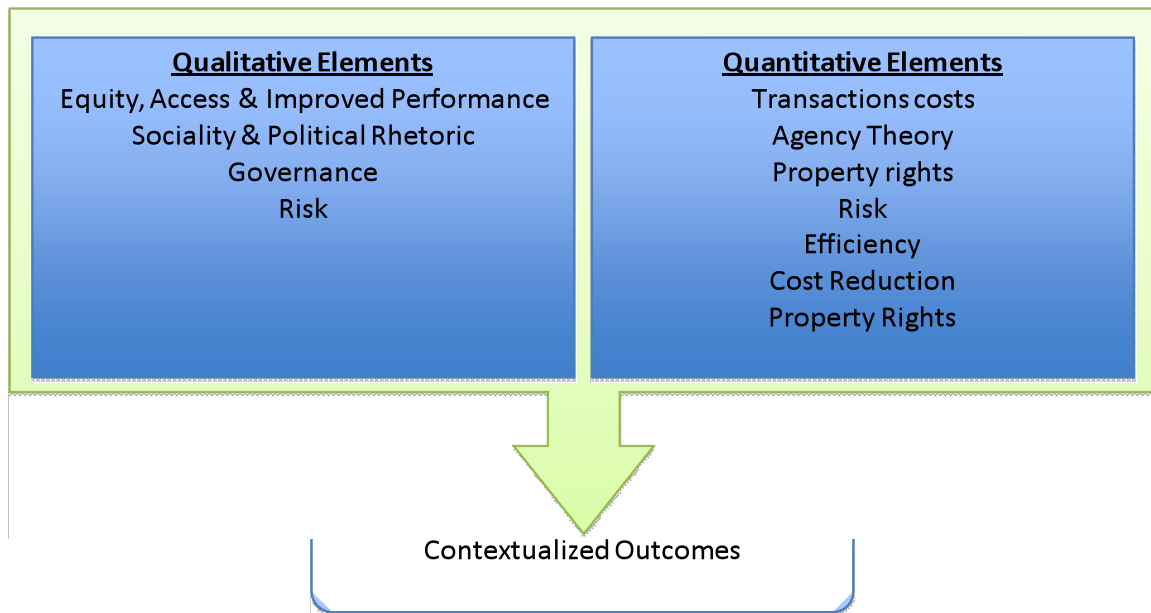 Qualitative Elements
Equity, Access & Improved Performance
Sociality & Political Rhetoric
Governance
Risk
Quantitative Elements
Transactions costs
Agency Theory
Property rights
Risk
Efficiency
Cost Reduction
Property Rights
Contextualized Outcomes